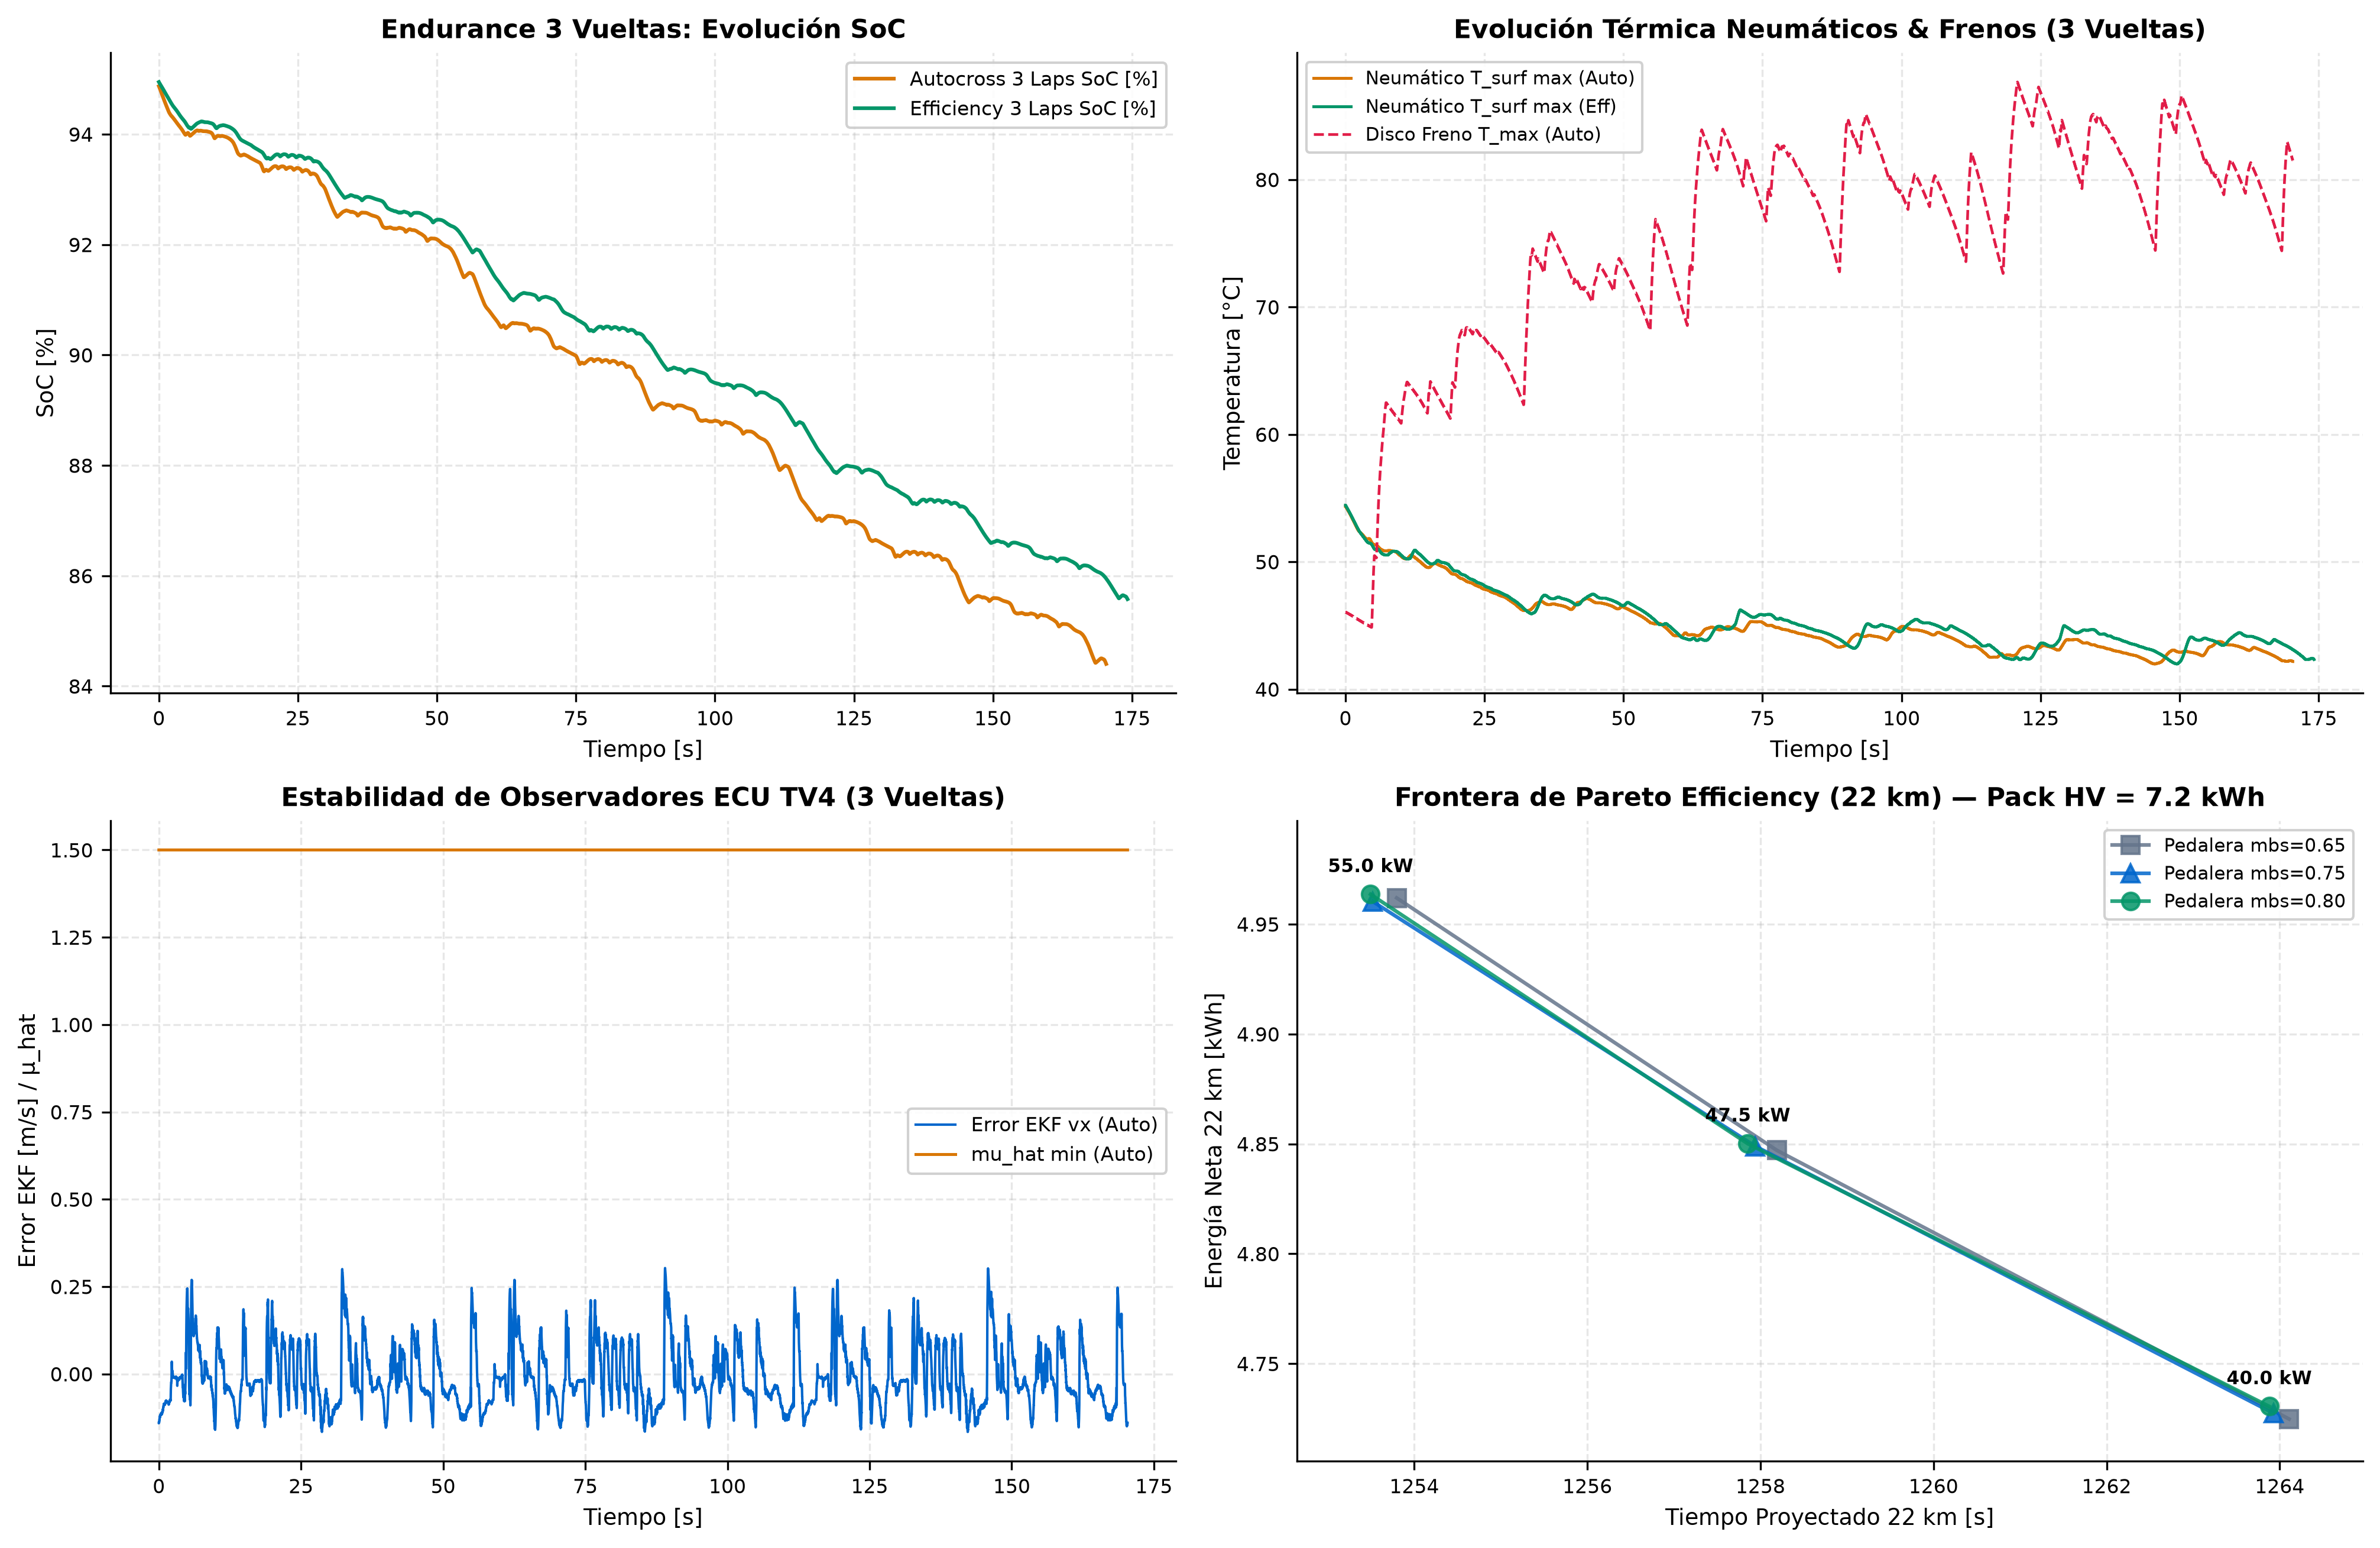 Endurance 3 Vueltas: Evolución SoC
Autocross 3 Laps SoC [%]
Efficiency 3 Laps SoC [%]
SoC [%]
94
92
90
88
86
84
0 25 50 75 100 125 150 175
Tiempo [s]
Evolución Térmica Neumáticos & Frenos (3 Vueltas)
Neumático T_surf max (Auto)
Neumático T_surf max (Eff)
Disco Freno T_max (Auto)
Temperatura [°C]
80
70
60
50
40
0 25 50 75 100 125 150 175
Tiempo [s]
Estabilidad de Observadores ECU TV4 (3 Vueltas)
Error EKF [m/s] / μ_hat
1.50
1.25
1.00
0.75
0.50
0.25
0.00
Error EKF vx (Auto)
mu_hat min (Auto)
0 25 50 75 100 125 150 175
Tiempo [s]
Frontera de Pareto Efficiency (22 km) — Pack HV = 7.2 kWh
Pedalera mbs=0.65
Pedalera mbs=0.75
Pedalera mbs=0.80
55.0 kW
47.5 kW
40.0 kW
Energía Neta 22 km [kWh]
4.95
4.90
4.85
4.80
4.75
1254 1256 1258 1260 1262 1264
Tiempo Proyectado 22 km [s]